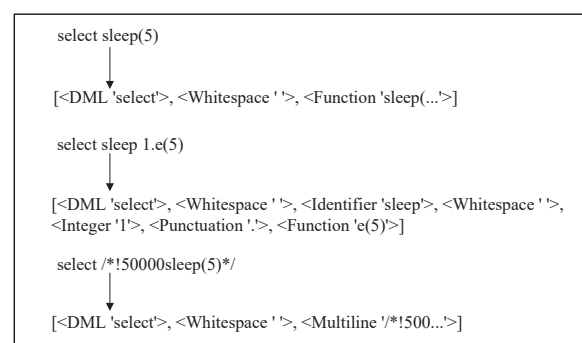 select sleep(5)
[<DML 'select'>, <Whitespace ' '>, <Function 'sleep(...'>]
select sleep 1.e(5)
[<DML 'select'>, <Whitespace ' '>, <Identifier 'sleep'>, <Whitespace ' '>,
<Integer '1'>, <Punctuation '.'>, <Function 'e(5)'>]
select /*!50000sleep(5)*/
[<DML 'select'>, <Whitespace ' '>, <Multiline '/*!500...'>]